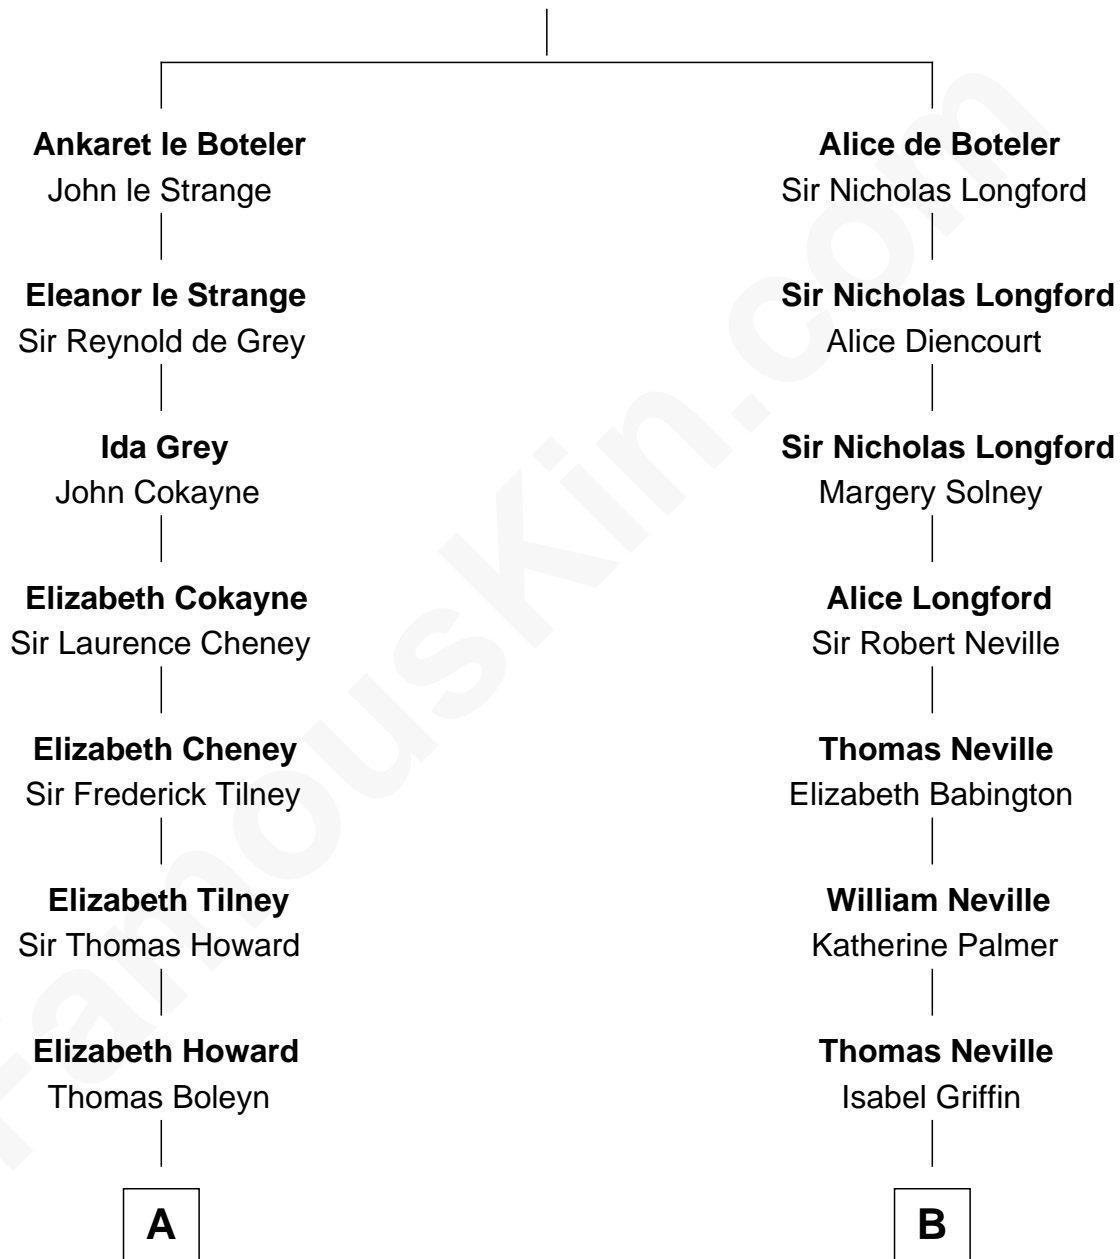 Ankaret le Boteler
John le Strange
Eleanor le Strange
Sir Reynold de Grey
Ida Grey
John Cokayne
Elizabeth Cokayne
Sir Laurence Cheney
Elizabeth Cheney
Sir Frederick Tilney
Elizabeth Tilney
Sir Thomas Howard
Elizabeth Howard
Thomas Boleyn
A
Alice de Boteler
Sir Nicholas Longford
Sir Nicholas Longford
Alice Diencourt
Sir Nicholas Longford
Margery Solney
Alice Longford
Sir Robert Neville
Thomas Neville
Elizabeth Babington
William Neville
Katherine Palmer
Thomas Neville
Isabel Griffin
B
FamousKin.com